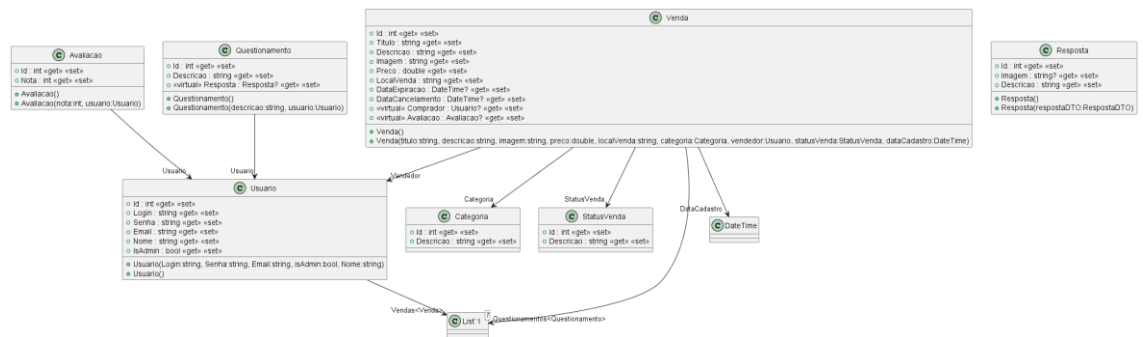 C Avaliacao
Id : int «get» «set»
Nota : int «get» «set»
Avaliacao()
Avaliacao(nota:int, usuario:Usuario)
C Questionamento
Id : int «get» «set»
Descricao : string «get» «set»
«virtual» Resposta : Resposta? «get» «set»
Questionamento()
Questionamento(descricao:string, usuario:Usuario)
C Venda
Id : int «get» «set»
Titulo : string «get» «set»
Descricao : string «get» «set»
Imagem : string «get» «set»
Preco : double «get» «set»
LocalVenda : string «get» «set»
DataExpiracao : DateTime? «get» «set»
DataCancelamento : DateTime? «get» «set»
«virtual» Comprador : Usuario? «get» «set»
«virtual» Avaliacao : Avaliacao? «get» «set»
Venda()
Venda(titulo:string, descricao:string, imagem:string, preco:double, localVenda:string, categoria:Categoria, vendedor:Usuario, statusVenda:StatusVenda, dataCadastro:DateTime)
C Resposta
Id : int «get» «set»
Imagem : string? «get» «set»
Descricao : string «get» «set»
Resposta()
Resposta(respostaDTO:RespostaDTO)
Usuario
Usuario
Vendedor
Categoria
StatusVenda
DataCadastro
C Usuario
Id : int «get» «set»
Login : string «get» «set»
Senha : string «get» «set»
Email : string «get» «set»
Nome : string «get» «set»
IsAdmin : bool «get» «set»
Usuario(Login:string, Senha:string, Email:string, isAdmin:bool, Nome:string)
Usuario()
C Categoria
Id : int «get» «set»
Descricao : string «get» «set»
C StatusVenda
Id : int «get» «set»
Descricao : string «get» «set»
C DateTime
Vendas<Venda>
Questionamentos<Questionamento>
C List`1
T